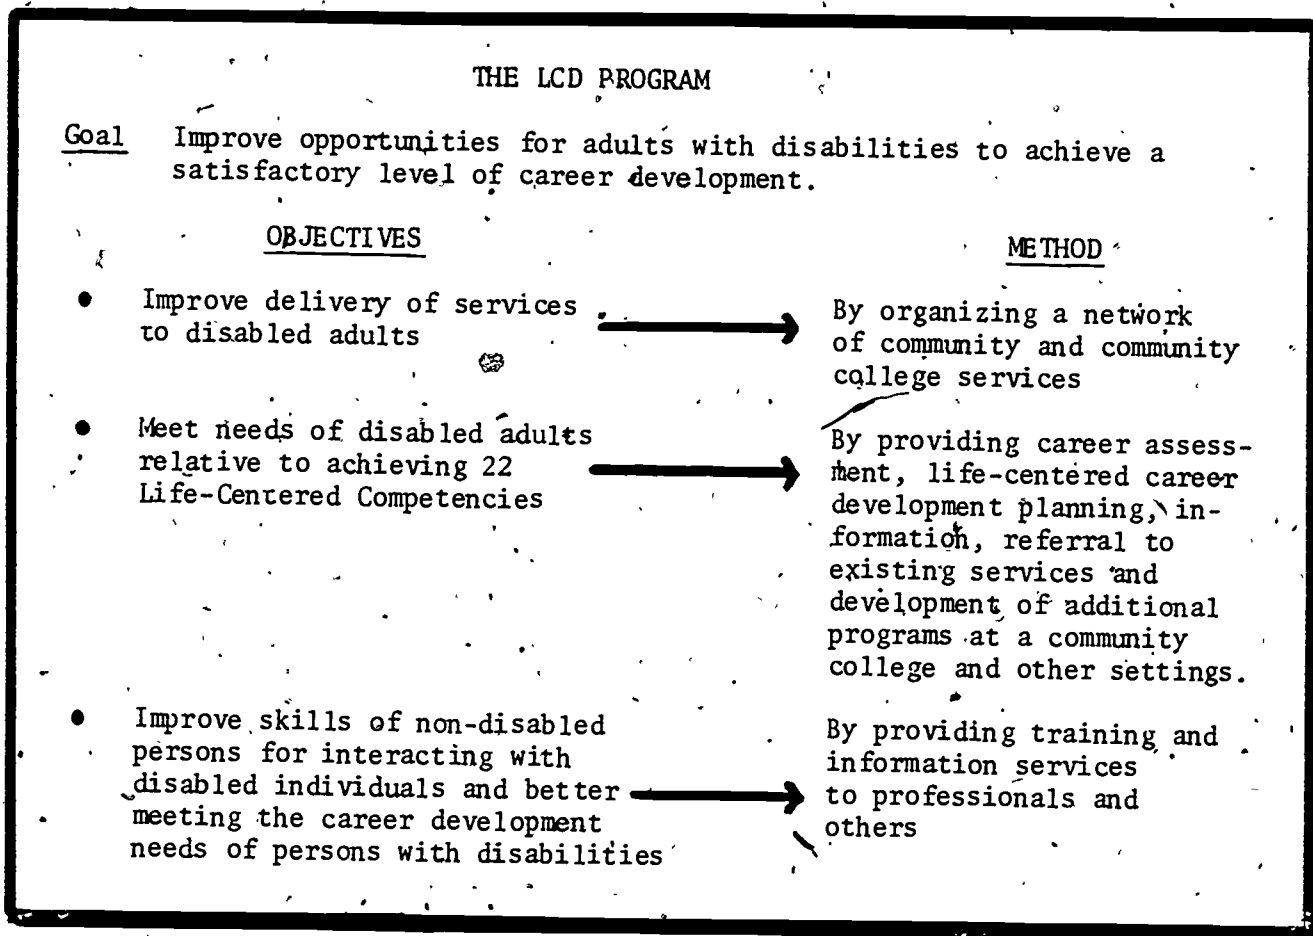 THE LCD PROGRAM
Goal Improve opportunities for adults with disabilities to achieve a
satisfactory level of career development.
OBJECTIVES
METHOD
• Improve delivery of services
to disabled adults
By organizing a network
of community and community
college services
• Meet needs of disabled adults
relative to achieving 22
Life-Centered Competencies
By providing career assess-
ment, life-centered career
development planning, in-
formation, referral to
existing services and
development of additional
programs at a community
college and other settings.
• Improve skills of non-disabled
persons for interacting with
disabled individuals and better
meeting the career development
needs of persons with disabilities
By providing training and
information services
to professionals and
others